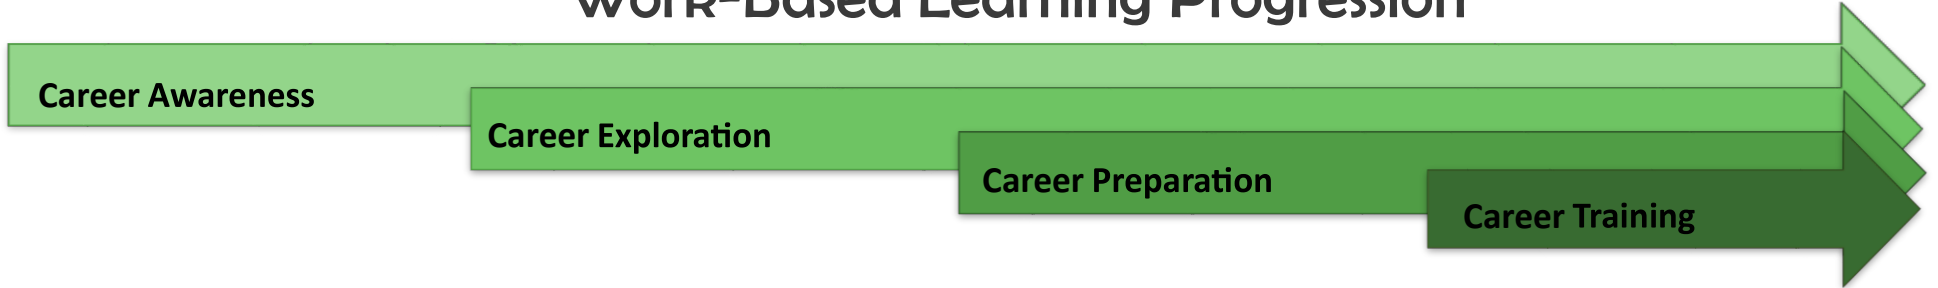 Work-Based Learning Progression
Career Awareness
Career Exploration
Career Preparation
Career Training